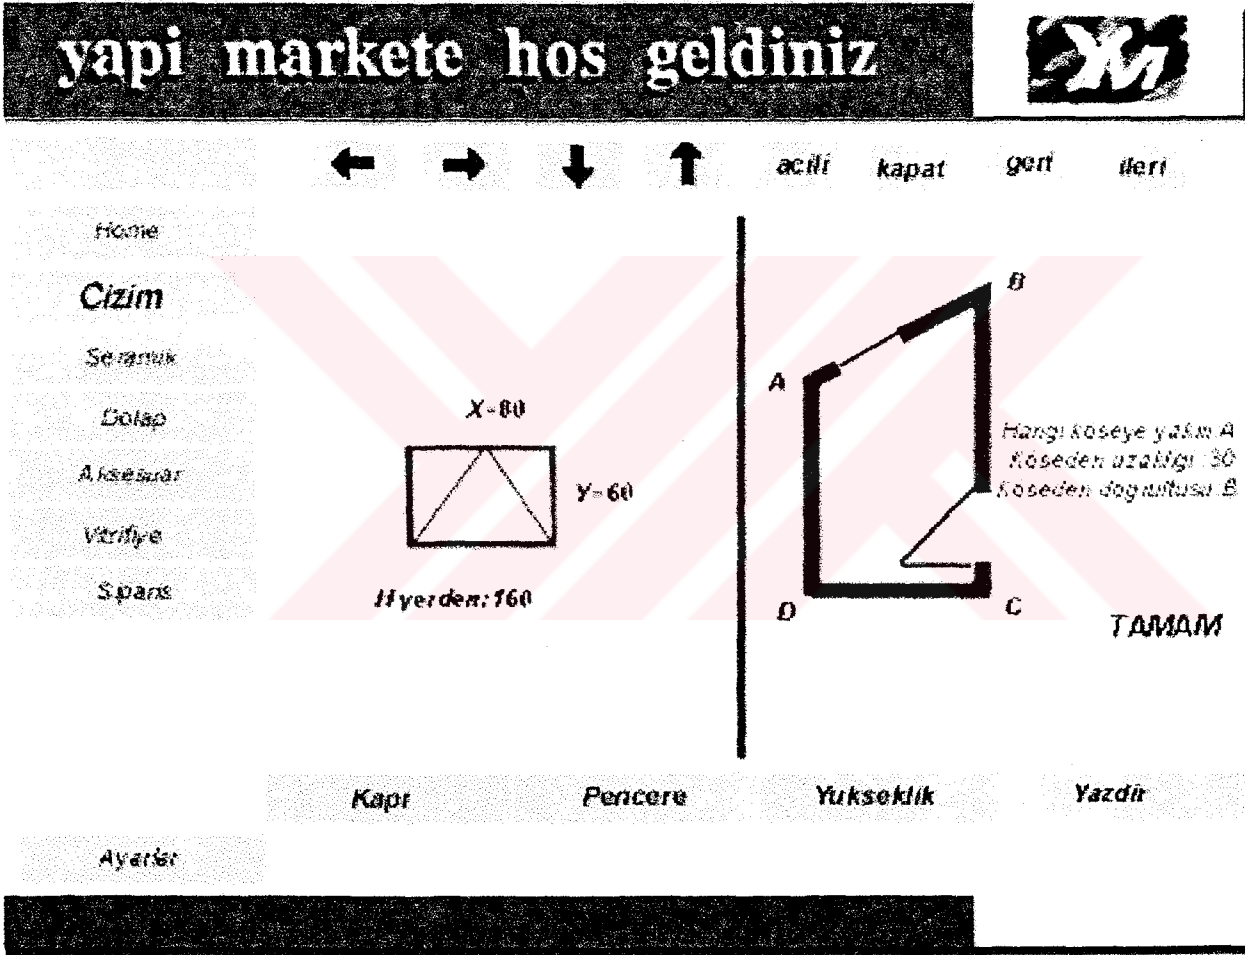 yapi markete hos geldiniz
YM
acili kapat geri ileri
Home
Cizim
Seramik
Dolap
Aksesuar
Vitrifiye
Siparis
X=80
Y=60
H yerden:160
A
B
C
D
Hangi koseye yakin A
Koseden uzakligi :30
Koseden dogrultusu B
TAMAM
Kapi Pencere Yukseklik Yazdir
Ayarlar